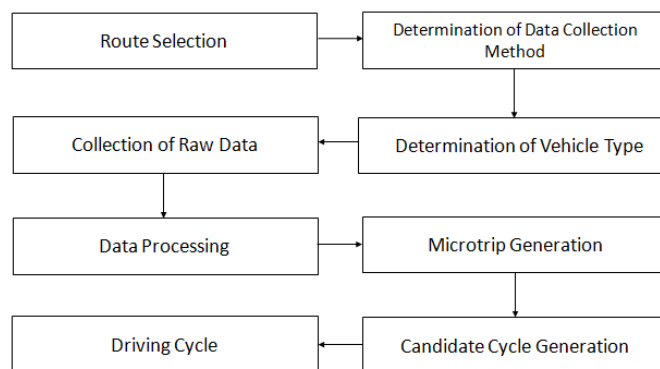 Route Selection
Determination of Data Collection
Method
Collection of Raw Data
Determination of Vehicle Type
Data Processing
Microtrip Generation
Driving Cycle
Candidate Cycle Generation